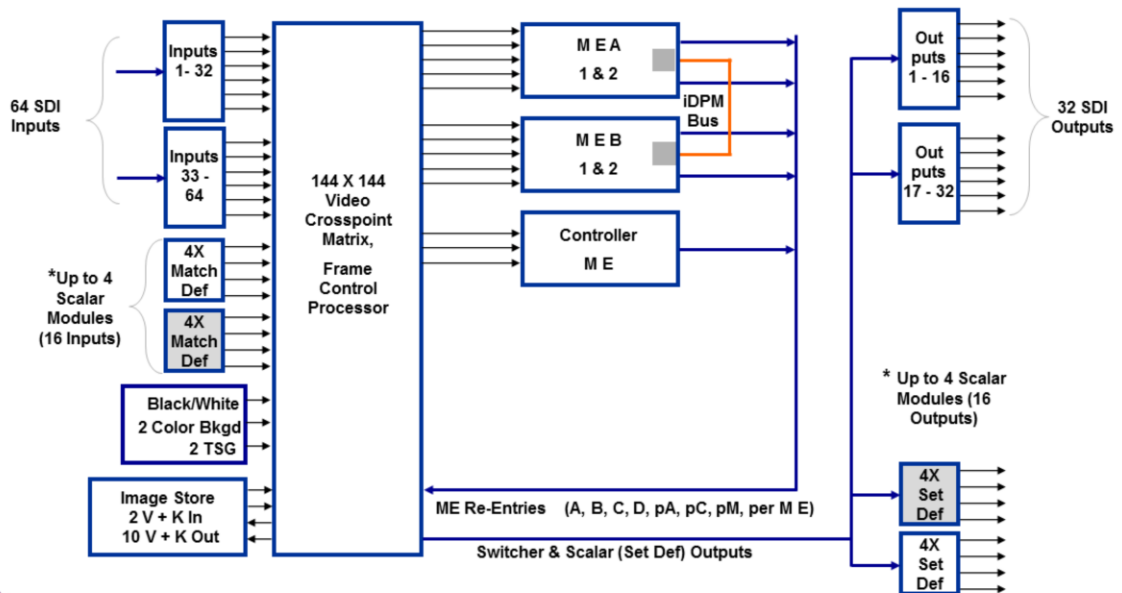 64 SDI
Inputs
Inputs
1- 32
Inputs
33 -
64
*Up to 4
Scalar
Modules
(16 Inputs)
4X
Match
Def
4X
Match
Def
Black/White
2 Color Bkgd
2 TSG
Image Store
2 V + K In
10 V + K Out
144 X 144
Video
Crosspoint
Matrix,
Frame
Control
Processor
M E A
1 & 2
iDPM
Bus
M E B
1 & 2
Controller
M E
ME Re-Entries (A, B, C, D, pA, pC, pM, per M E)
Switcher & Scalar (Set Def) Outputs
Out
puts
1 - 16
Out
puts
17 - 32
32 SDI
Outputs
* Up to 4 Scalar
Modules (16
Outputs)
4X
Set
Def
4X
Set
Def